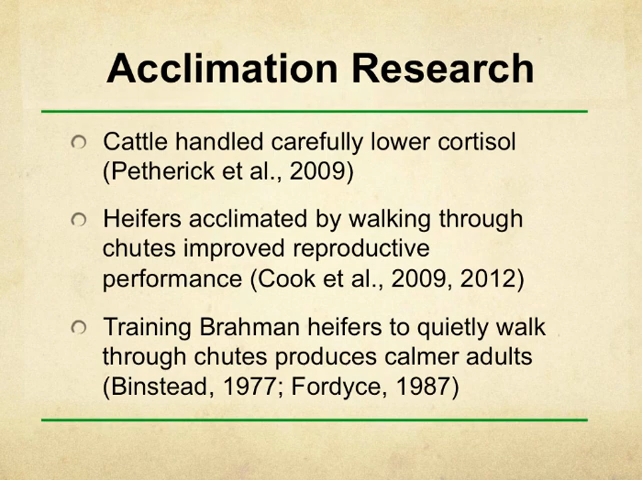 Acclimation Research
Cattle handled carefully lower cortisol
(Petherick et al., 2009)
Heifers acclimated by walking through
chutes improved reproductive
performance (Cook et al., 2009, 2012)
Training Brahman heifers to quietly walk
through chutes produces calmer adults
(Binstead, 1977; Fordyce, 1987)